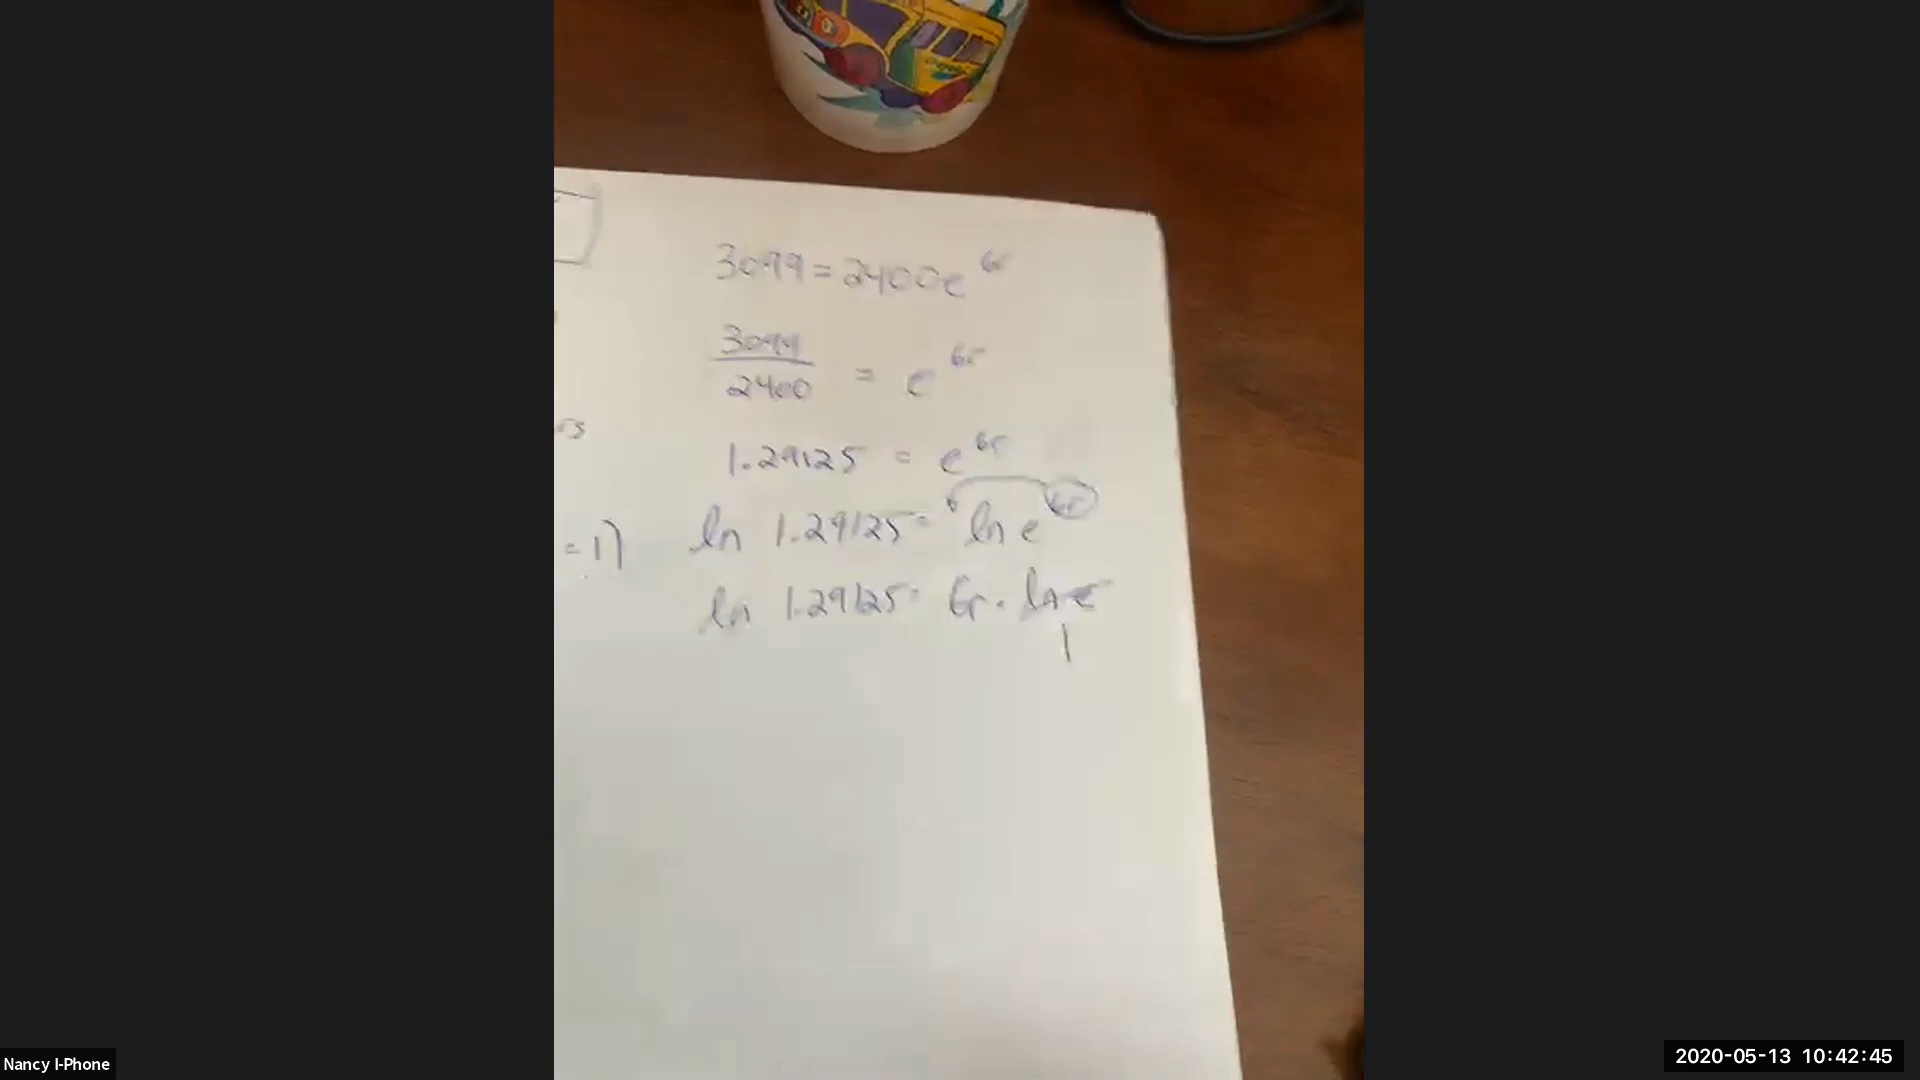 3099 = 2400e^6r
3099/2400 = e^6r
1.29125 = e^6r
= 1)
ln 1.29125 = ln e^6r
ln 1.29125 = 6r · ln e
1
Nancy I-Phone
2020-05-13 10:42:45